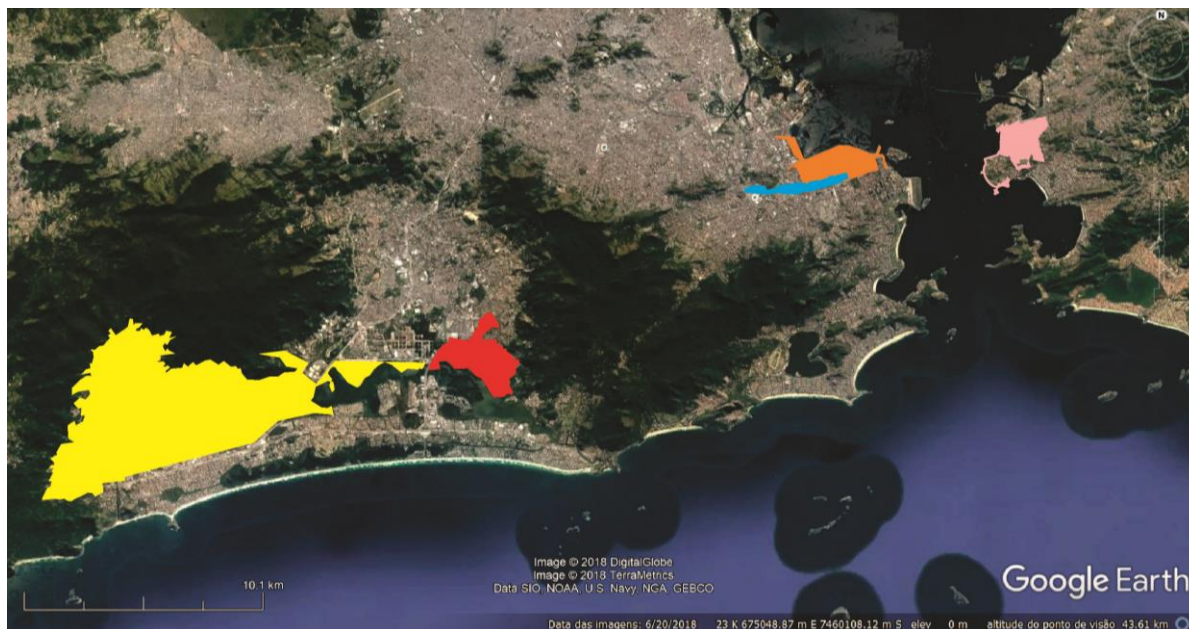 N
10.1 km
Image © 2018 DigitalGlobe
Image © 2018 TerraMetrics
Data SIO, NOAA, U.S. Navy, NGA, GEBCO
Google Earth
Data das imagens: 6/20/2018 23 K 675048.87 m E 7460108.12 m S elev 0 m altitude do ponto de visão 43.61 km